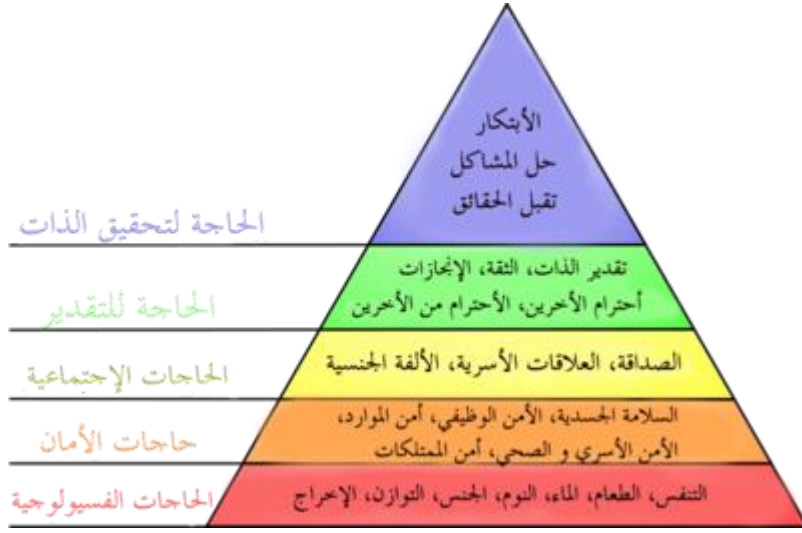 الأبتكار
حل المشاكل
تقبل الحقائق
الحاجة لتحقيق الذات
تقدير الذات، الثقة، الإنجازات
أحترام الأخرين، الأحترام من الأخرين
الحاجة للتقدير
الصداقة، العلاقات الأسرية، الألفة الجنسية
الحاجات الإجتماعية
السلامة الجسدية، الأمن الوظيفي، أمن الموارد،
الأمن الأسري و الصحي، أمن الممتلكات
حاجات الأمان
التنفس، الطعام، الماء، النوم، الجنس، التوازن، الإخراج
الحاجات الفسيولوجية